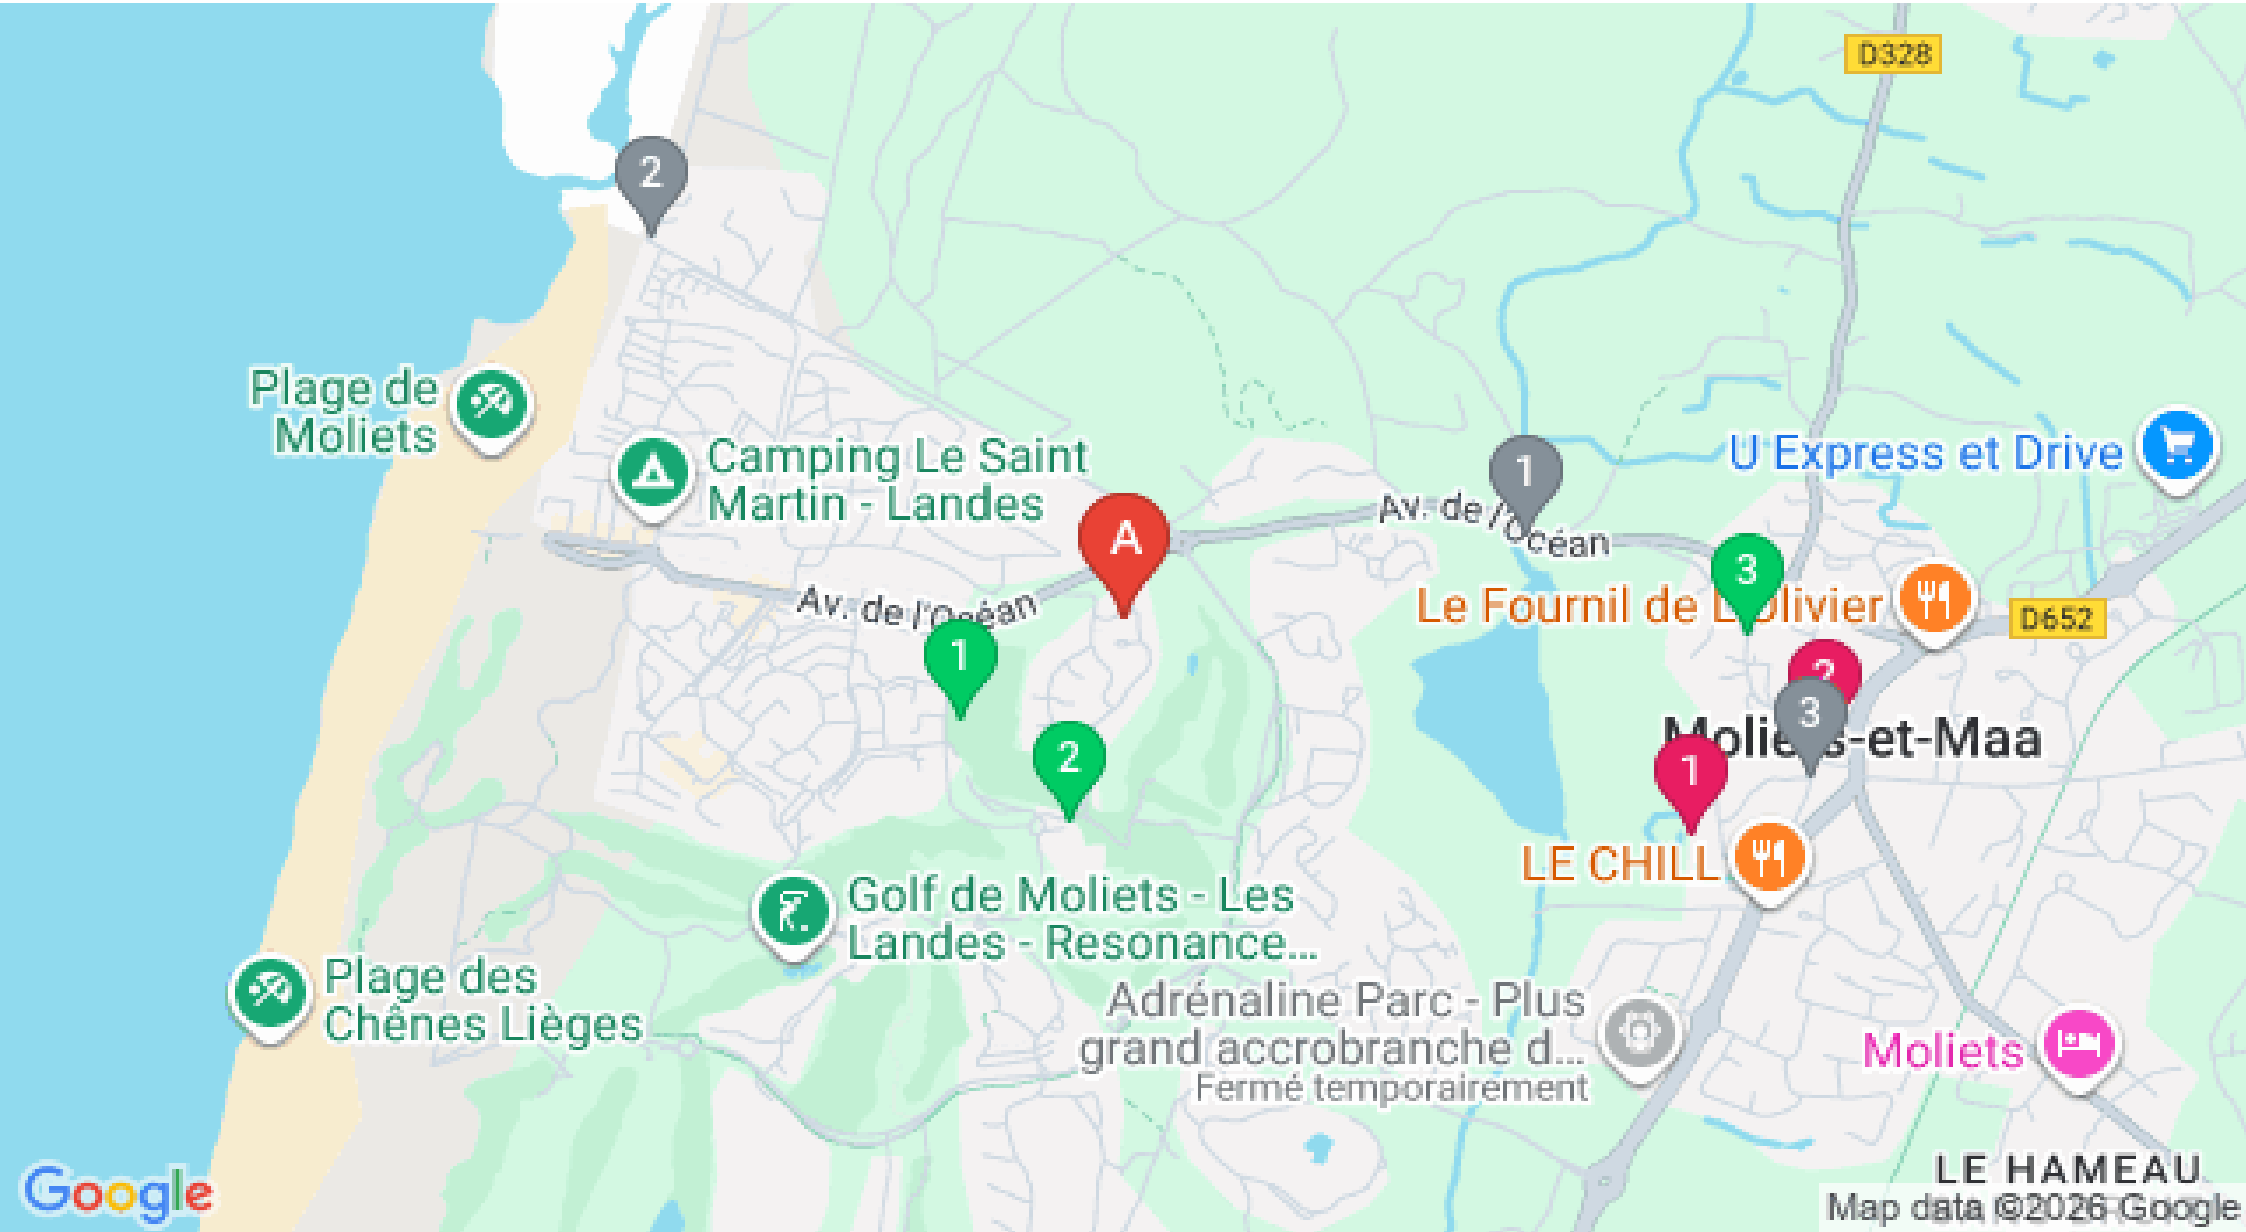 D328
2
Plage de
Moliets
Camping Le Saint
Martin - Landes
U Express et Drive
1
Av. de l'Océan
A
3
Av. de l'Océan
Le Fournil de L'Olivier
D652
1
2
2
3
Moliets-et-Maa
1
LE CHILL
Golf de Moliets - Les
Landes - Resonance...
Plage des
Chênes Lièges
Adrénaline Parc - Plus
grand accrobranche d...
Fermé temporairement
Moliets
LE HAMEAU
Google
Map data ©2026 Google